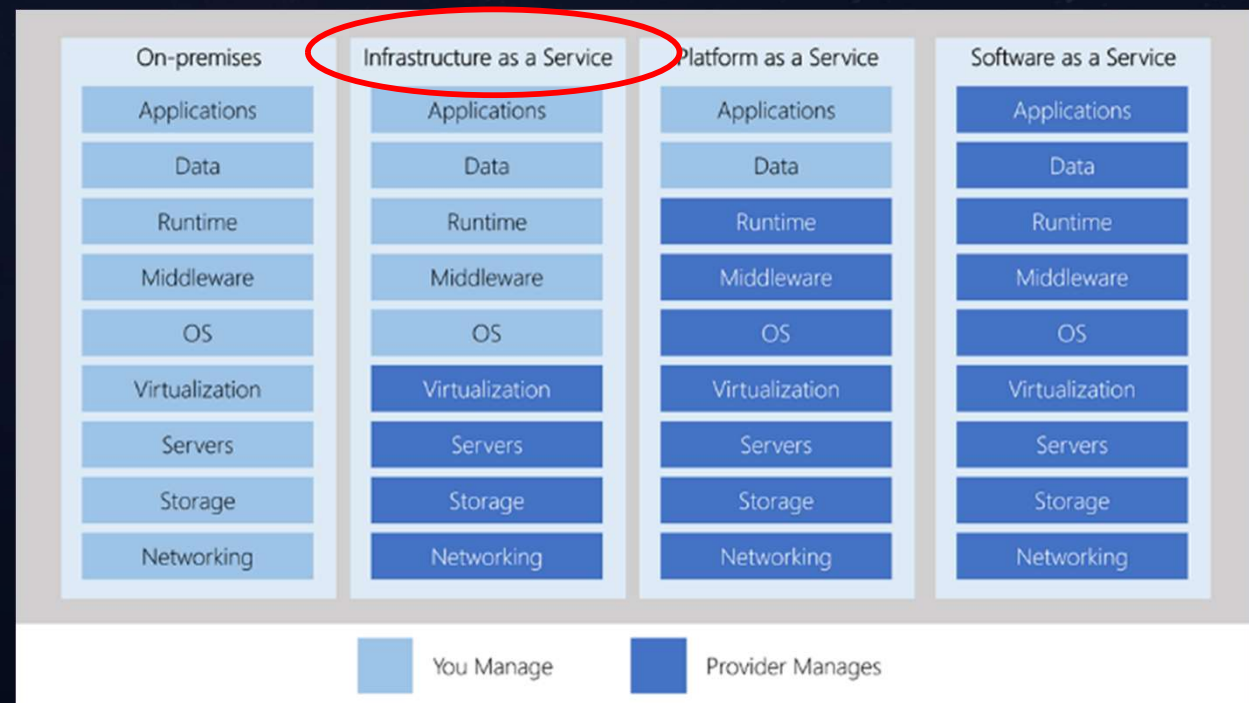 On-premises
Applications
Data
Runtime
Middleware
OS
Virtualization
Servers
Storage
Networking
Infrastructure as a Service
Applications
Data
Runtime
Middleware
OS
Virtualization
Servers
Storage
Networking
Platform as a Service
Applications
Data
Runtime
Middleware
OS
Virtualization
Servers
Storage
Networking
Software as a Service
Applications
Data
Runtime
Middleware
OS
Virtualization
Servers
Storage
Networking
You Manage
Provider Manages